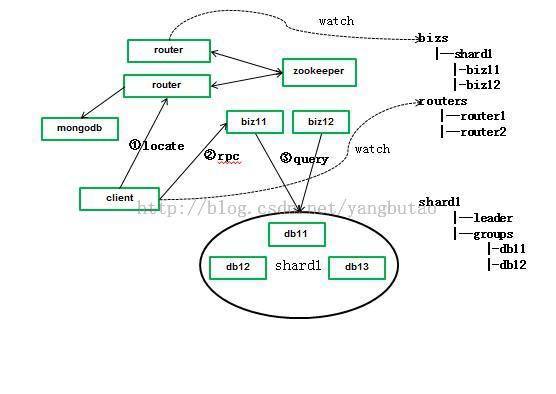 watch
bizs
router
|—shard1
zookeeper
|-biz11
router
|-biz12
routers
mongodb
biz11
biz12
|—router1
①locate
|—router2
②rpc
③query
watch
client
http://blog.csdn.net/yangbutao
shard1
|—leader
db11
|—groups
|-db11
db12
shard1
db13
|-db12